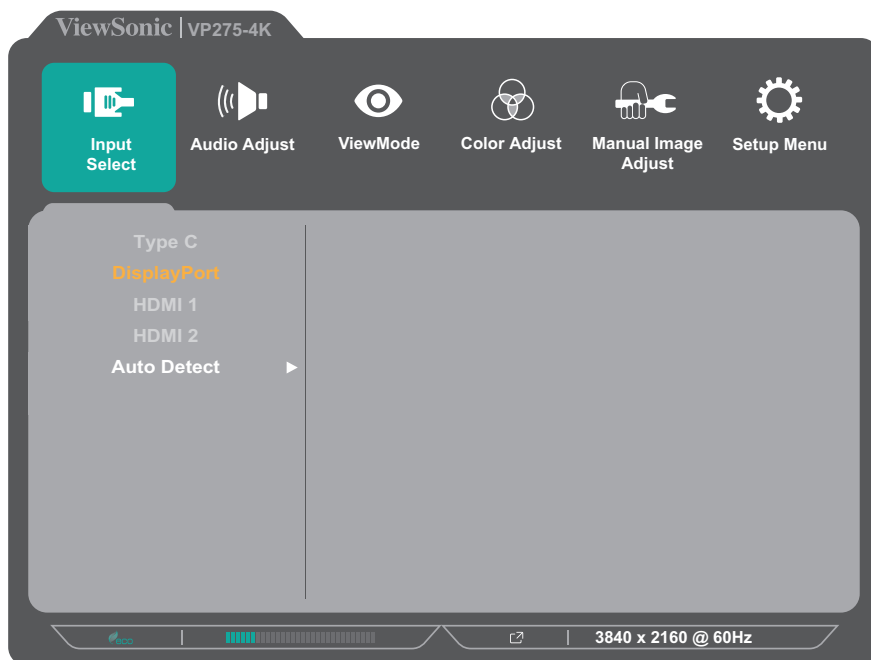 ViewSonic | VP275-4K
Input
Select
Audio Adjust
ViewMode
Color Adjust
Manual Image
Adjust
Setup Menu
Type C
DisplayPort
HDMI 1
HDMI 2
Auto Detect
eco
3840 x 2160 @ 60Hz